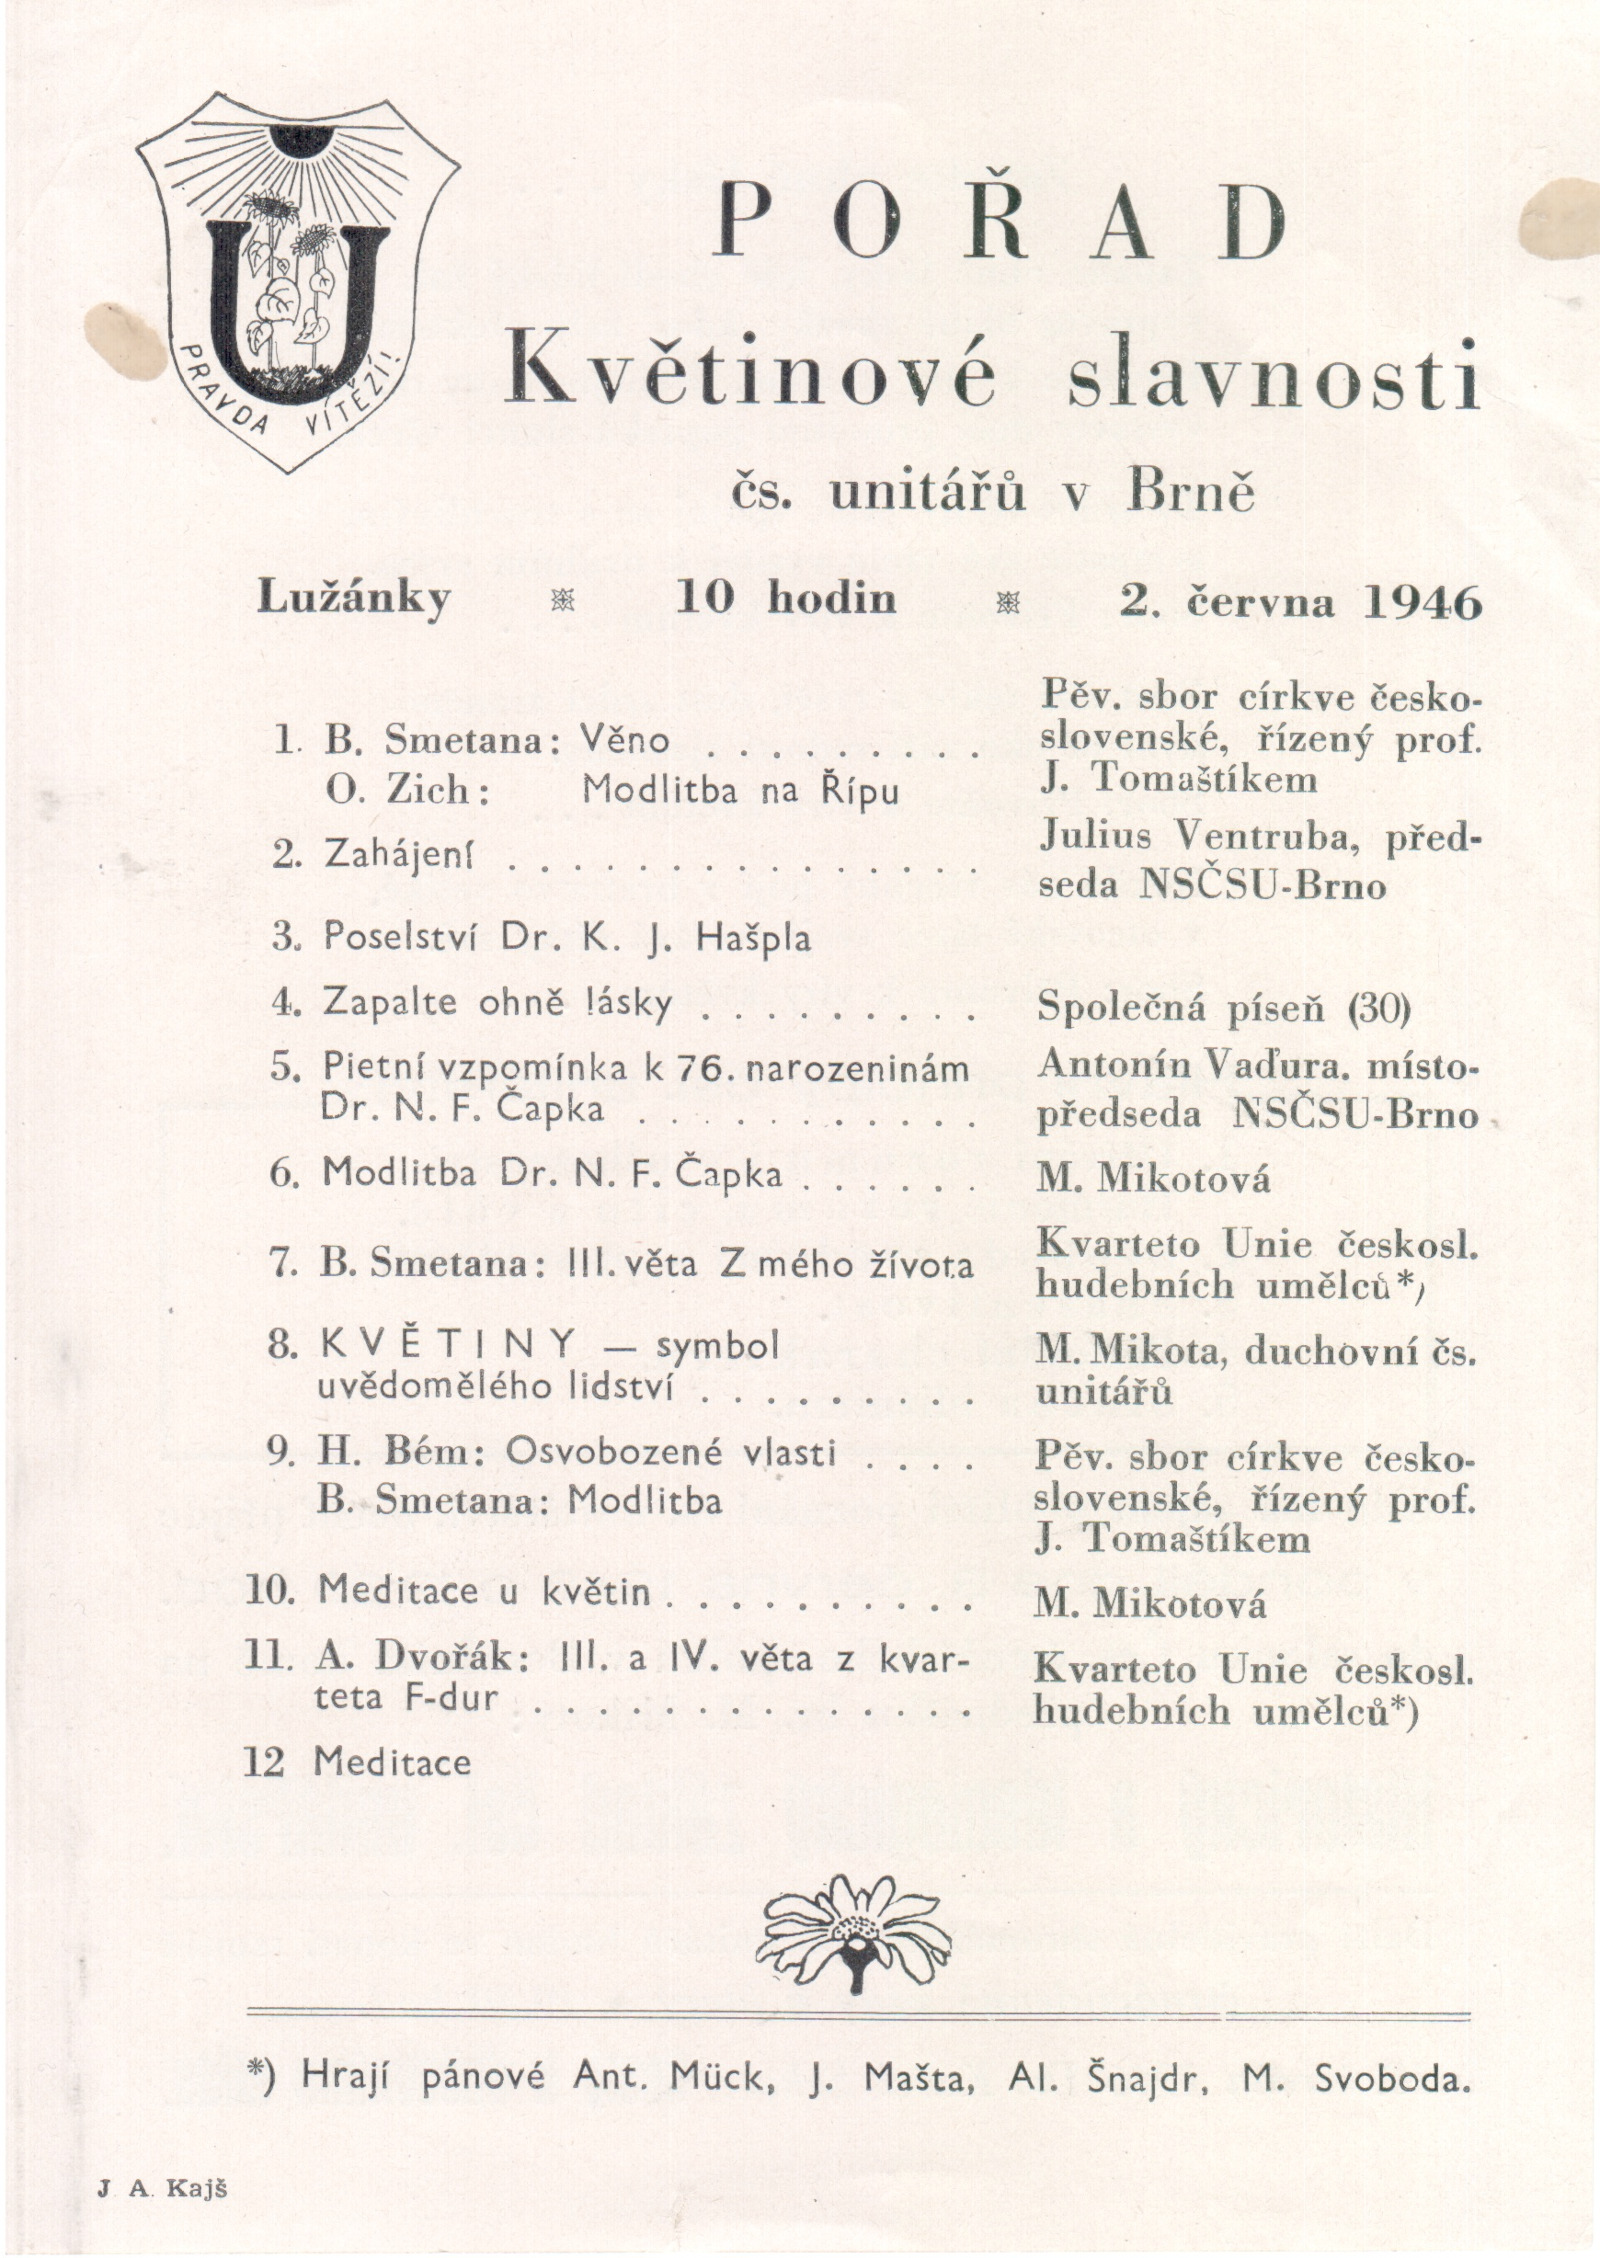 PRAVDA VÍTĚZÍ!
POŘAD
Květinové slavnosti
čs. unitářů v Brně
Lužánky 10 hodin 2. června 1946
1. B. Smetana: Věno . . . . . . . . .
O. Zich: Modlitba na Řípu
Pěv. sbor církve česko-
slovenské, řízený prof.
J. Tomaštíkem
2. Zahájení . . . . . . . . . . . . . . .
Julius Ventruba, před-
seda NSČSU-Brno
3. Poselství Dr. K. J. Hašpla
4. Zapalte ohně lásky . . . . . . . . . Společná píseň (30)
5. Pietní vzpomínka k 76. narozeninám
Dr. N. F. Čapka . . . . . . . . . . .
Antonín Vaďura. místo-
předseda NSČSU-Brno
6. Modlitba Dr. N. F. Čapka . . . . . . M. Mikotová
7. B. Smetana: III. věta Z mého života
Kvarteto Unie českosl.
hudebních umělců*)
8. KVĚTINY — symbol
uvědomělého lidství . . . . . . . . .
M. Mikota, duchovní čs.
unitářů
9. H. Bém: Osvobozené vlasti . . . .
B. Smetana: Modlitba
Pěv. sbor církve česko-
slovenské, řízený prof.
J. Tomaštíkem
10. Meditace u květin . . . . . . . . . . M. Mikotová
11. A. Dvořák: III. a IV. věta z kvar-
teta F-dur . . . . . . . . . . . . . .
Kvarteto Unie českosl.
hudebních umělců*)
12 Meditace
*) Hrají pánové Ant. Mück, J. Mašta, Al. Šnajdr, M. Svoboda.
J. A. Kajš